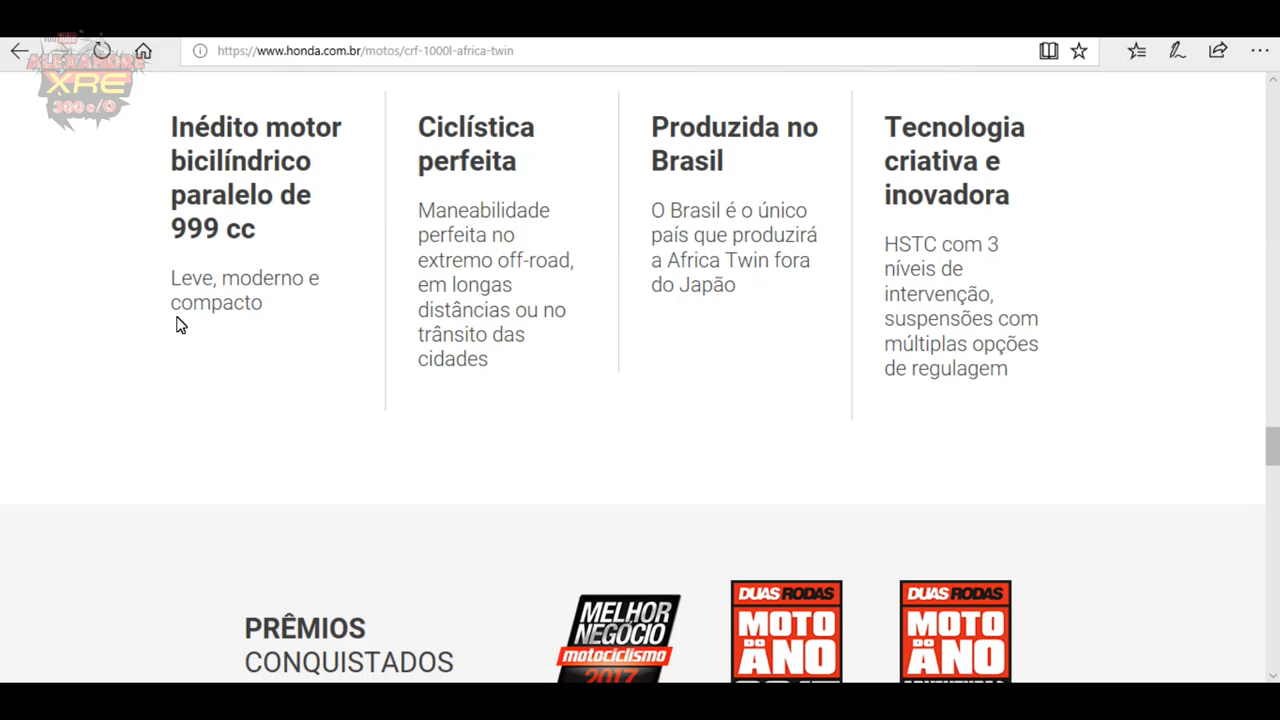 YouTube
ALEXANDRE
XRE
300 c/C
https://www.honda.com.br/motos/crf-1000l-africa-twin
Inédito motor
bicilíndrico
paralelo de
999 cc
Leve, moderno e
compacto
Ciclística
perfeita
Maneabilidade
perfeita no
extremo off-road,
em longas
distâncias ou no
trânsito das
cidades
Produzida no
Brasil
O Brasil é o único
país que produzirá
a Africa Twin fora
do Japão
Tecnologia
criativa e
inovadora
HSTC com 3
níveis de
intervenção,
suspensões com
múltiplas opções
de regulagem
PRÊMIOS
CONQUISTADOS
MELHOR
NEGÓCIO
motociclismo
2017
DUAS RODAS
MOTO
DO
ANO
DUAS RODAS
MOTO
DO
ANO